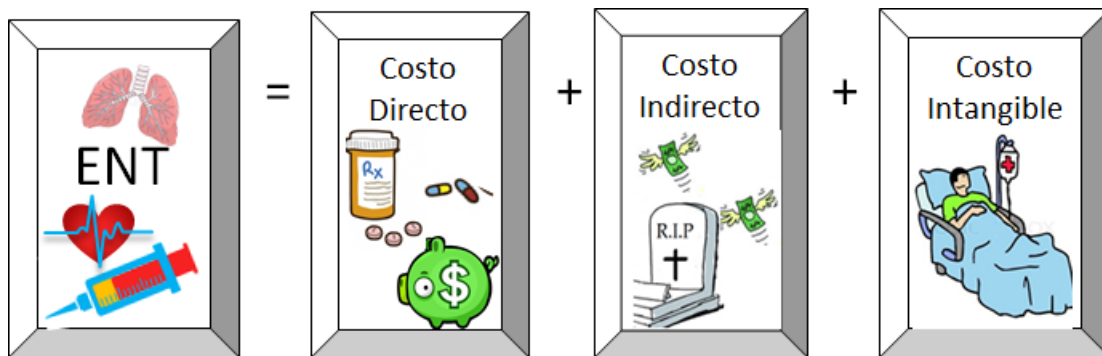 ENT
=
Costo
Directo
Rx
$
+
Costo
Indirecto
R.I.P
+
Costo
Intangible